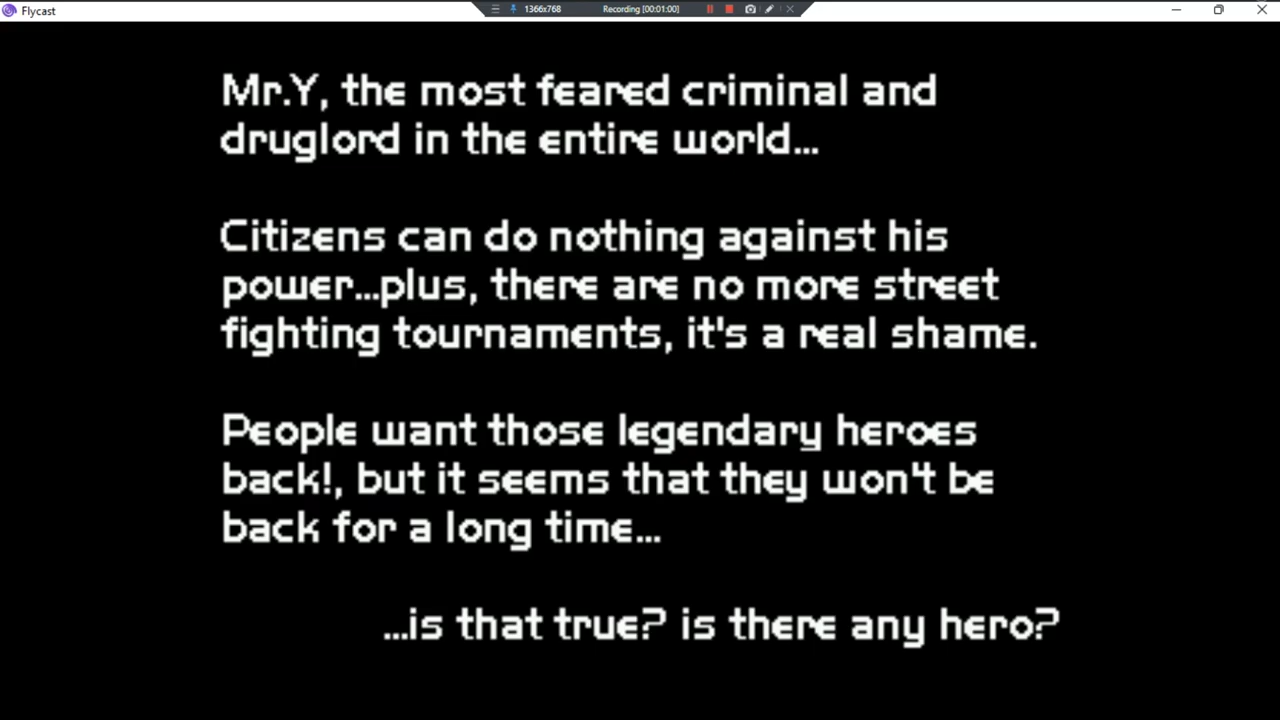 Flycast
1366x768
Recording [00:01:00]
Mr.Y, the most feared criminal and
druglord in the entire world...
Citizens can do nothing against his
power...plus, there are no more street
fighting tournaments, it's a real shame.
People want those legendary heroes
back!, but it seems that they won't be
back for a long time...
...is that true? is there any hero?